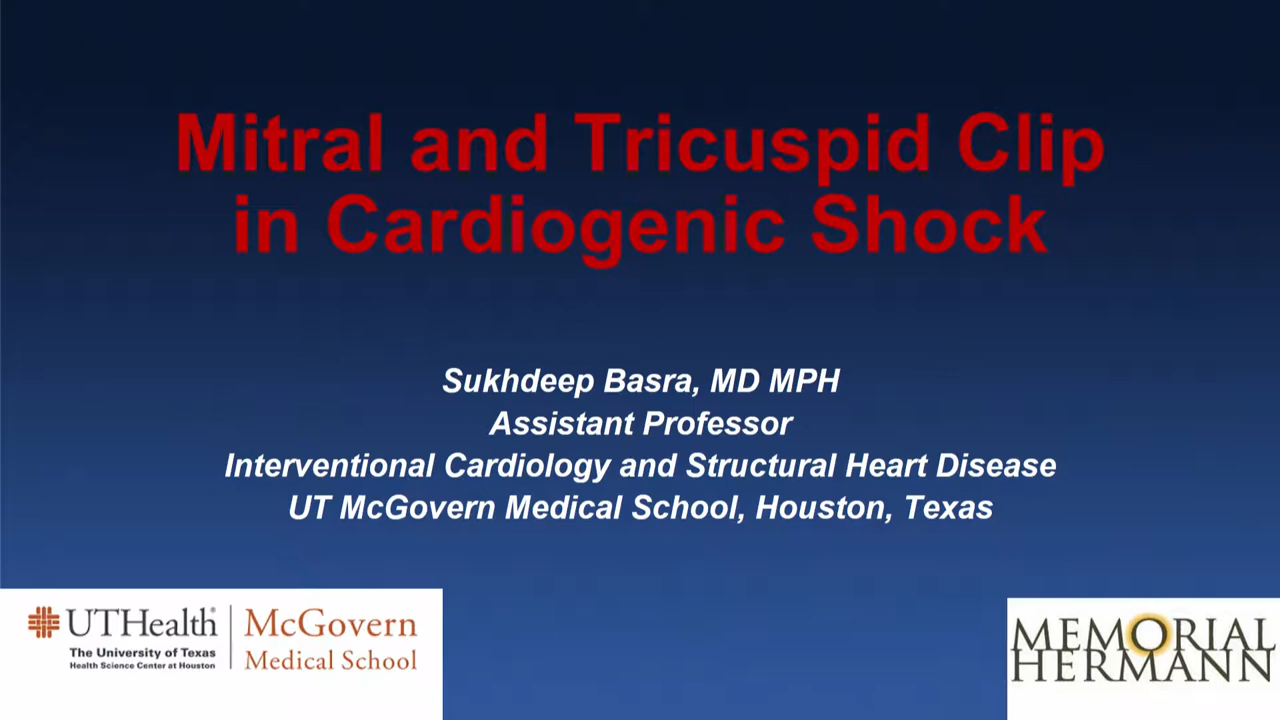 Mitral and Tricuspid Clip
in Cardiogenic Shock
Sukhdeep Basra, MD MPH
Assistant Professor
Interventional Cardiology and Structural Heart Disease
UT McGovern Medical School, Houston, Texas
UTHealth®
The University of Texas
Health Science Center at Houston
McGovern
Medical School
MEMORIAL
HERMANN